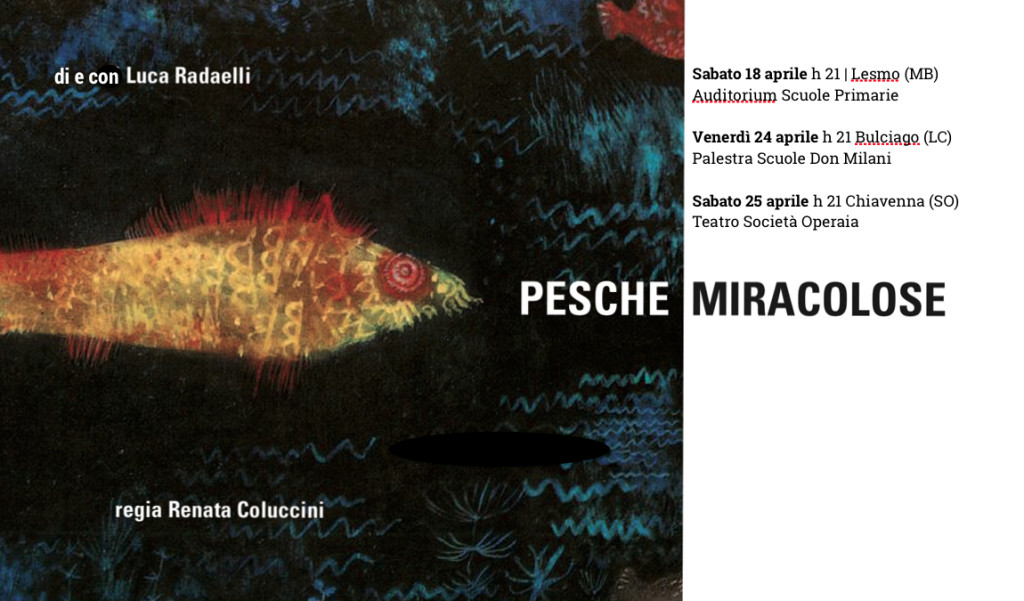 di e con Luca Radaelli
Sabato 18 aprile h 21 | Lesmo (MB)
Auditorium Scuole Primarie
Venerdì 24 aprile h 21 Bulciago (LC)
Palestra Scuole Don Milani
Sabato 25 aprile h 21 Chiavenna (SO)
Teatro Società Operaia
PESCHE MIRACOLOSE
regia Renata Coluccini